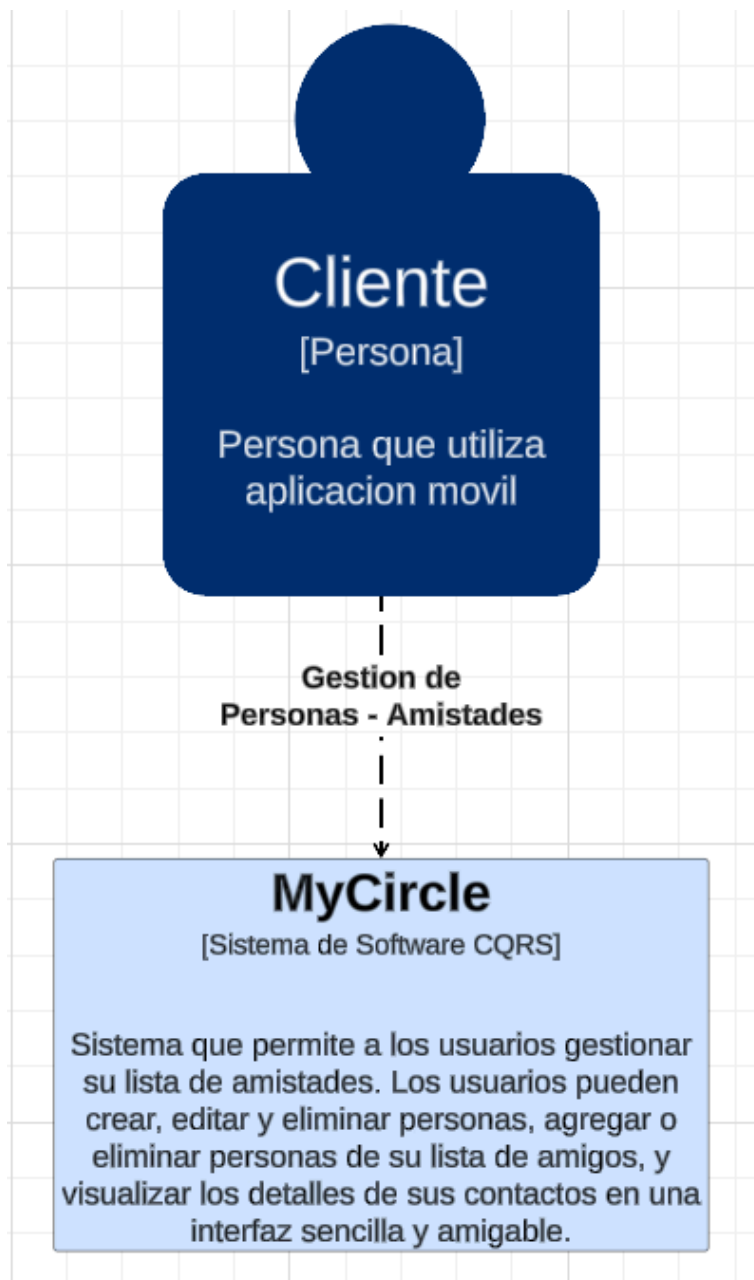 Cliente
[Persona]
Persona que utiliza
aplicacion movil
Gestion de
Personas - Amistades
MyCircle
[Sistema de Software CQRS]
Sistema que permite a los usuarios gestionar
su lista de amistades. Los usuarios pueden
crear, editar y eliminar personas, agregar o
eliminar personas de su lista de amigos, y
visualizar los detalles de sus contactos en una
interfaz sencilla y amigable.